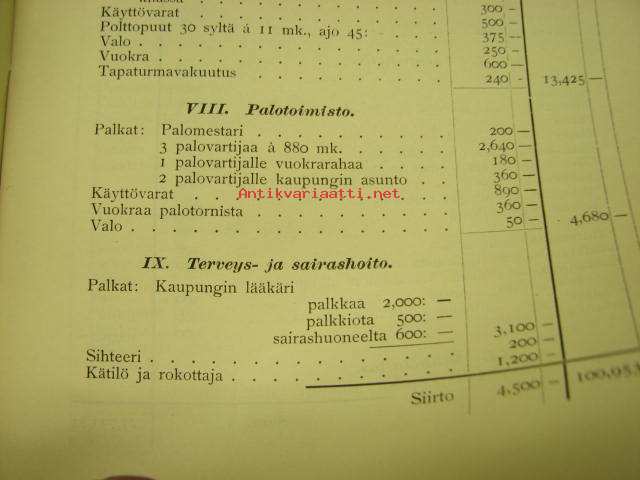 Käyttövarat 300 —
Polttopuut 30 syltä á 11 mk., ajo 45: 500 —
Valo . . . . . . . . 375 —
Vuokra . . . . . . . . 250 —
600 —
Tapaturmavakuutus . . . . . . 240 — 13,425 —
VIII. Palotoimisto.
Palkat: Palomestari . . . . . . . 200 —
3 palovartijaa à 880 mk. . . . . 2,640 —
1 palovartijalle vuokrarahaa . . . . 180 —
2 palovartijalle kaupungin asunto . . 360 —
Käyttövarat . . . . . . . . 890 —
Antikvariaatti.net
Vuokraa palotornista . . . . . . . 360 —
Valo . . . . . . . . . . . 50 — 4,680 —
IX. Terveys- ja sairashoito.
Palkat: Kaupungin lääkäri
palkkaa 2,000: —
palkkiota 500: —
sairashuoneelta 600: — 3,100 —
Sihteeri . . . . . . . . . . 200 —
Kätilö ja rokottaja . . . . . . . 1,200 —
Siirto 4,500 — 100,953